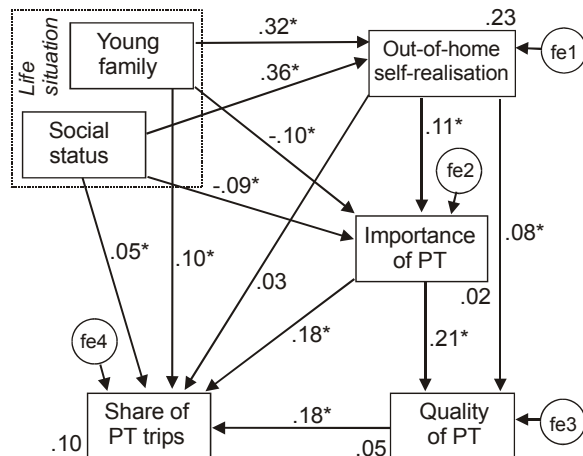 Life
situation
Young
family
.32*
.23
Out-of-home
self-realisation
fe1
.36*
Social
status
-.10*
.11*
fe2
-.09*
Importance
of PT
.08*
.05*
.10*
.03
.02
fe4
.18*
.21*
Share of
PT trips
.10
.18*
Quality
of PT
.05
fe3